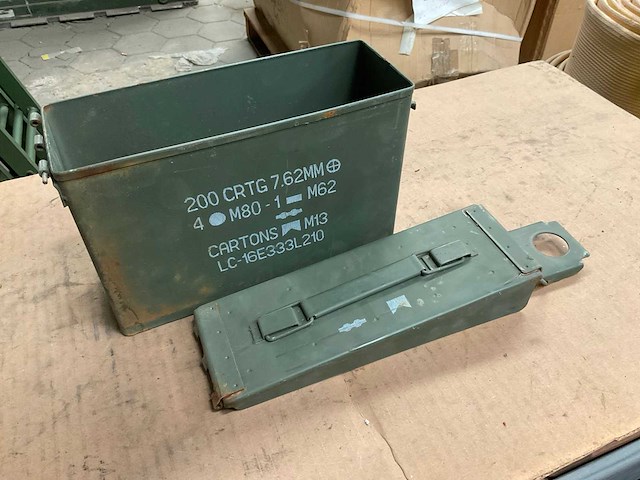 200 CRTG 7.62MM
4 M80-1 M62
CARTONS M13
LC-16E333L210